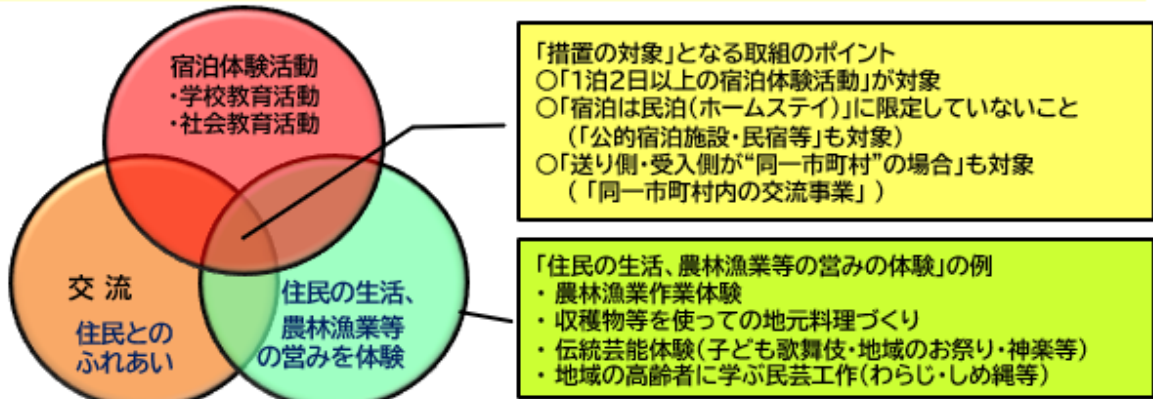 宿泊体験活動
・学校教育活動
・社会教育活動
交 流
住民との
ふれあい
住民の生活、
農林漁業等
の営みを体験
「措置の対象」となる取組のポイント
○「1泊2日以上の宿泊体験活動」が対象
○「宿泊は民泊(ホームステイ)」に限定していないこと
(「公的宿泊施設・民宿等」も対象)
○「送り側・受入側が“同一市町村”の場合」も対象
(「同一市町村内の交流事業」)
「住民の生活、農林漁業等の営みの体験」の例
・ 農林漁業作業体験
・ 収穫物等を使っての地元料理づくり
・ 伝統芸能体験(子ども歌舞伎・地域のお祭り・神楽等)
・ 地域の高齢者に学ぶ民芸工作(わらじ・しめ縄等)